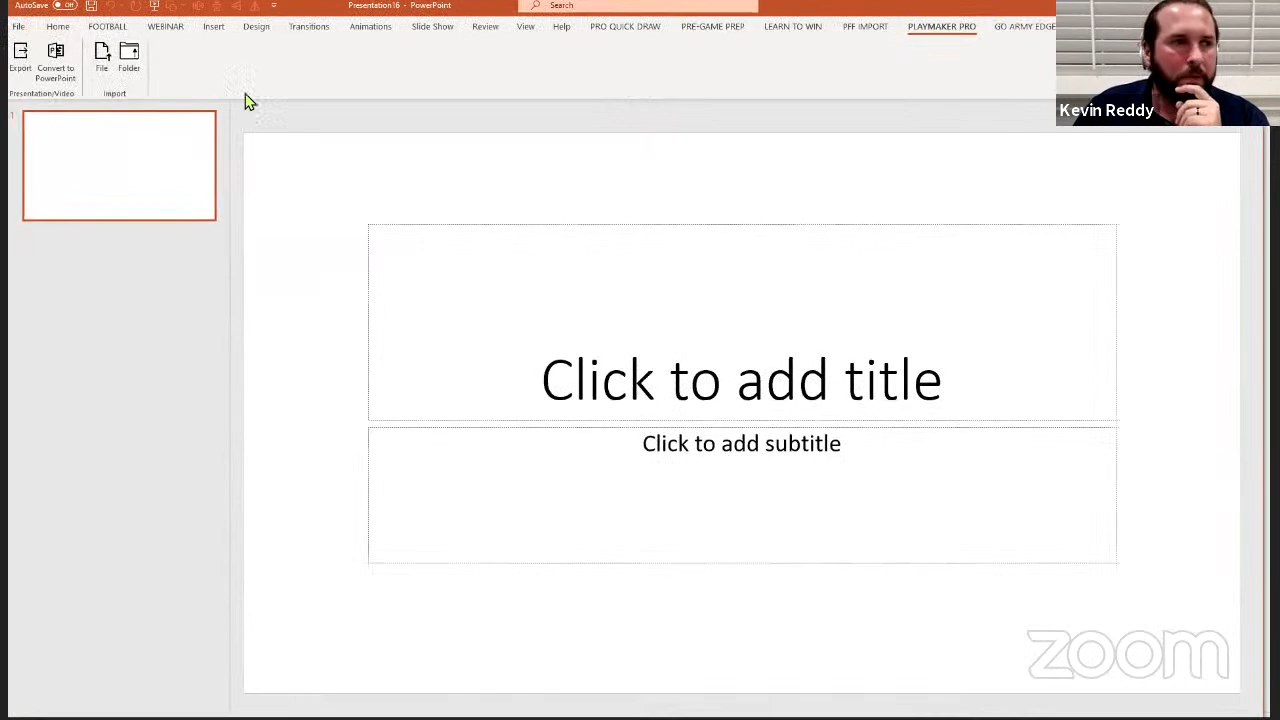 AutoSave Off Presentation16 - PowerPoint Search
File Home FOOTBALL WEBINAR Insert Design Transitions Animations Slide Show Review View Help PRO QUICK DRAW PRE-GAME PREP LEARN TO WIN PFF IMPORT PLAYMAKER PRO GO ARMY EDGE
Export Convert to PowerPoint File Folder
Presentation/Video Import
Kevin Reddy
1
Click to add title
Click to add subtitle
zoom